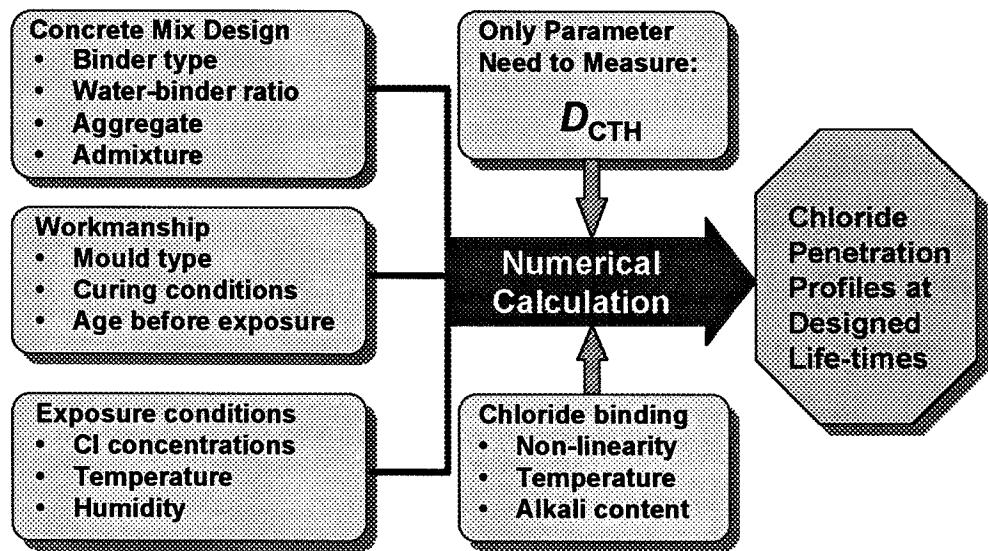 Concrete Mix Design
• Binder type
• Water-binder ratio
• Aggregate
• Admixture
Workmanship
• Mould type
• Curing conditions
• Age before exposure
Exposure conditions
• Cl concentrations
• Temperature
• Humidity
Only Parameter
Need to Measure:
DCTH
Numerical
Calculation
Chloride binding
• Non-linearity
• Temperature
• Alkali content
Chloride
Penetration
Profiles at
Designed
Life-times